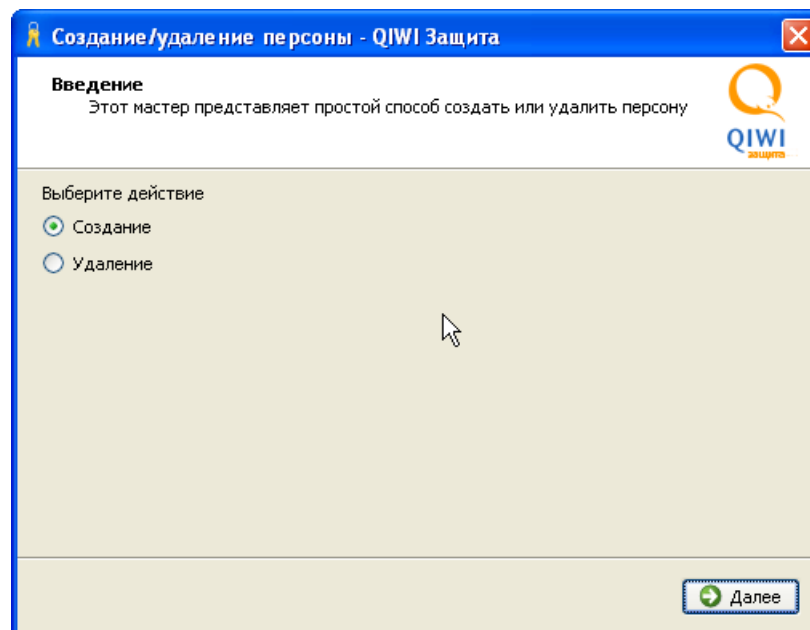 Создание/удаление персоны - QIWI Защита
Введение
Этот мастер представляет простой способ создать или удалить персону
QIWI
защита
Выберите действие
Создание
Удаление
Далее